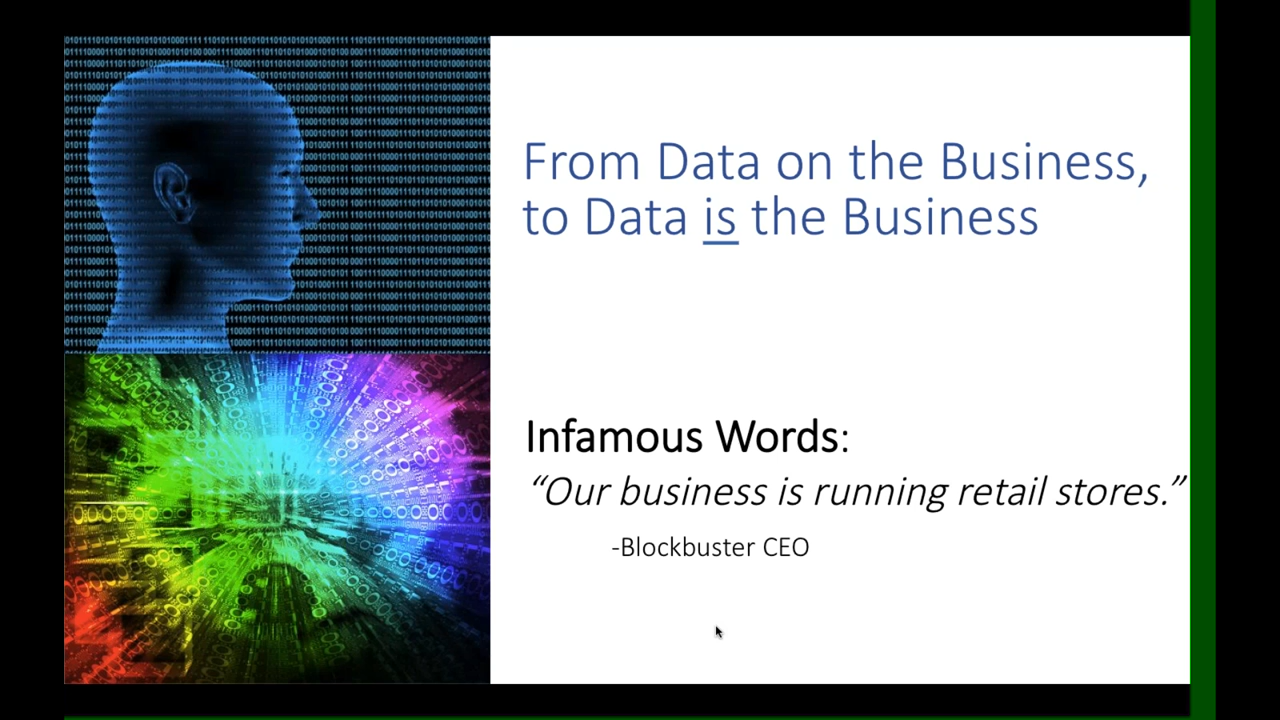 From Data on the Business,
to Data is the Business
Infamous Words:
“Our business is running retail stores.”
-Blockbuster CEO